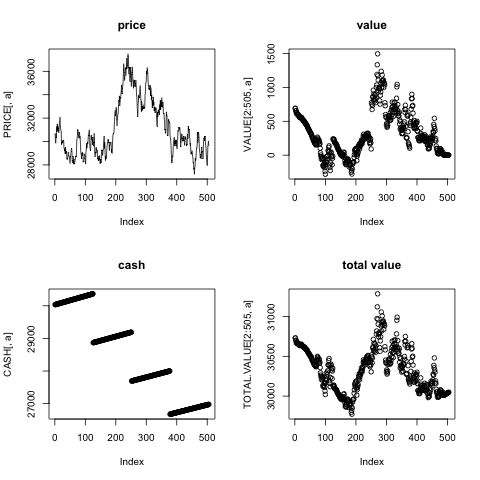 price
PRICE[, a]
28000 32000 36000
0 100 200 300 400 500
Index
value
VALUE[2:505, a]
0 500 1000 1500
0 100 200 300 400 500
Index
cash
CASH[, a]
27000 29000
0 100 200 300 400 500
Index
total value
TOTAL.VALUE[2:505, a]
30000 30500 31000
0 100 200 300 400 500
Index